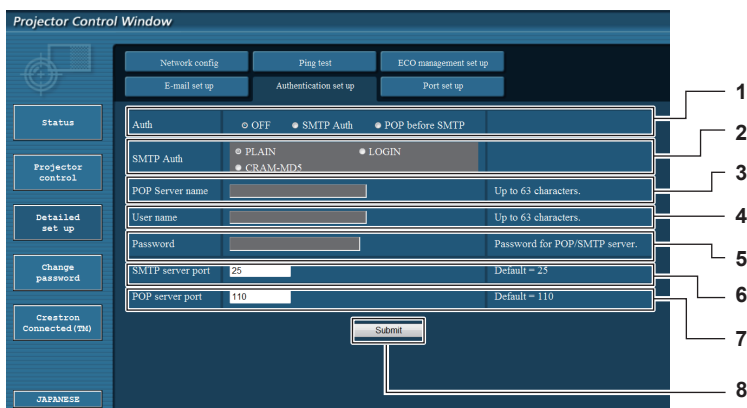 Projector Control Window
Network config
Ping test
ECO management set up
E-mail set up
Authentication set up
Port set up
Status
Projector
control
Detailed
set up
Change
password
Crestron
Connected(TM)
JAPANESE
Auth
OFF
SMTP Auth
POP before SMTP
1
SMTP Auth
PLAIN
LOGIN
CRAM-MD5
2
POP Server name
Up to 63 characters.
3
User name
Up to 63 characters.
4
Password
Password for POP/SMTP server.
5
SMTP server port
25
Default = 25
6
POP server port
110
Default = 110
7
Submit
8